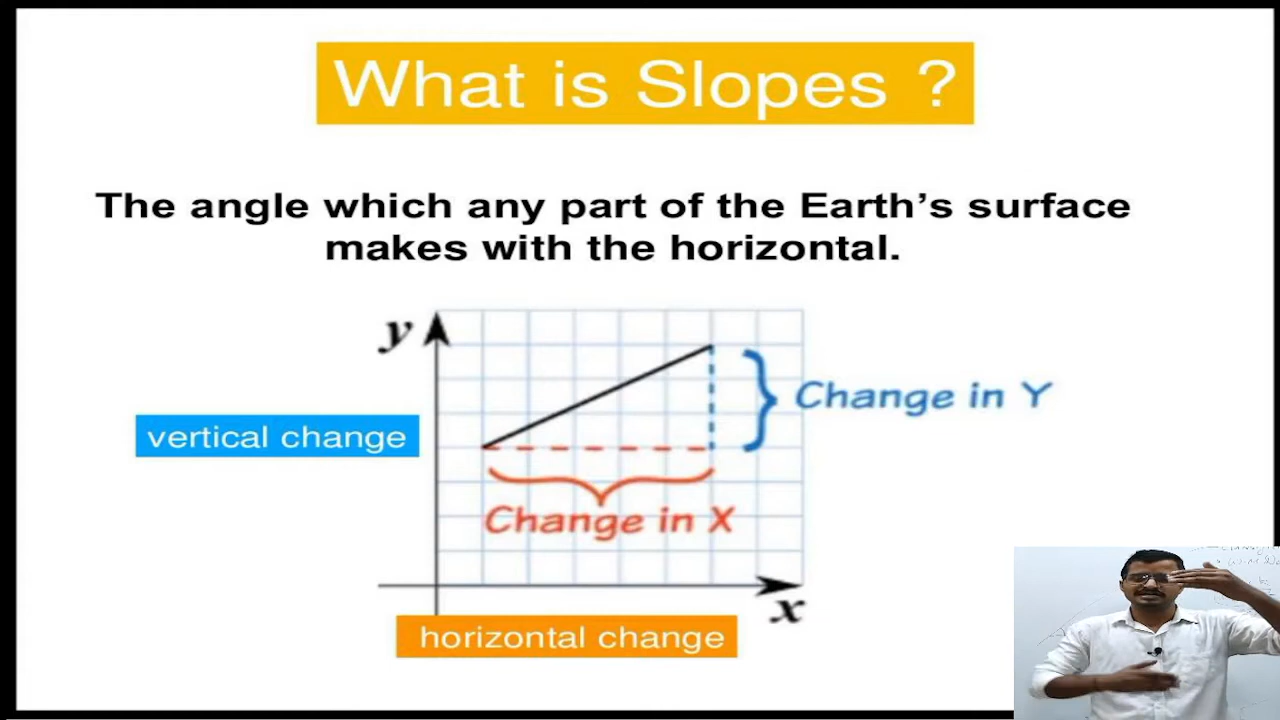 What is Slopes ?
The angle which any part of the Earth’s surface
makes with the horizontal.
y
Change in Y
vertical change
Change in X
x
horizontal change